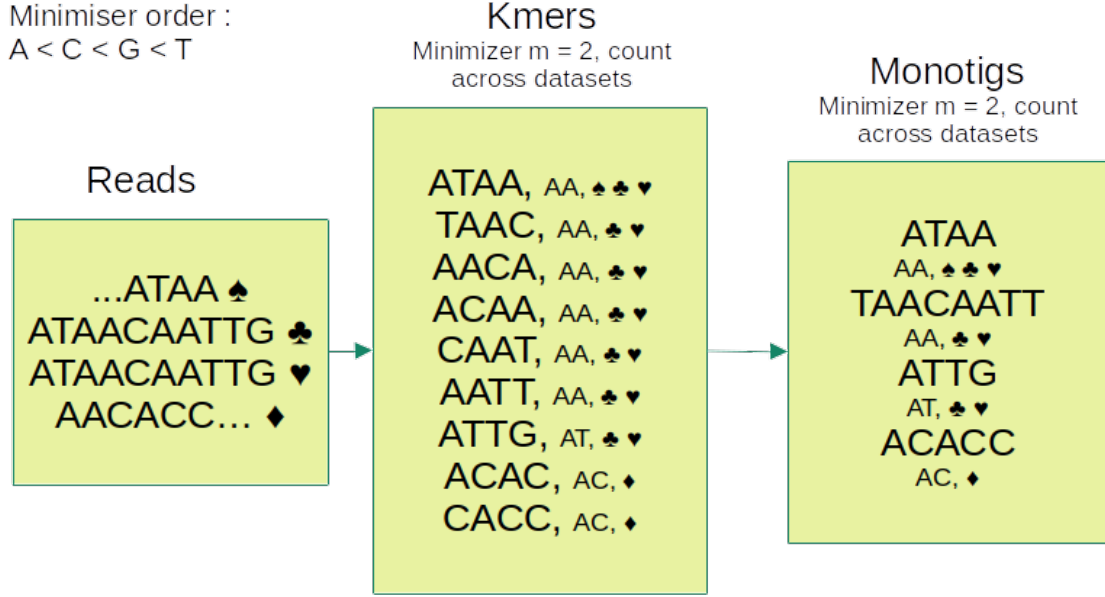 Minimiser order :
A < C < G < T
Reads
...ATAA ♠
ATAACAATTG ♣
ATAACAATTG ♥
AACACC... ♦
Kmers
Minimizer m = 2, count
across datasets
ATAA, AA, ♠ ♣ ♥
TAAC, AA, ♣ ♥
AACA, AA, ♣ ♥
ACAA, AA, ♣ ♥
CAAT, AA, ♣ ♥
AATT, AA, ♣ ♥
ATTG, AT, ♣ ♥
ACAC, AC, ♦
CACC, AC, ♦
Monotigs
Minimizer m = 2, count
across datasets
ATAA
AA, ♠ ♣ ♥
TAACAATT
AA, ♣ ♥
ATTG
AT, ♣ ♥
ACACC
AC, ♦